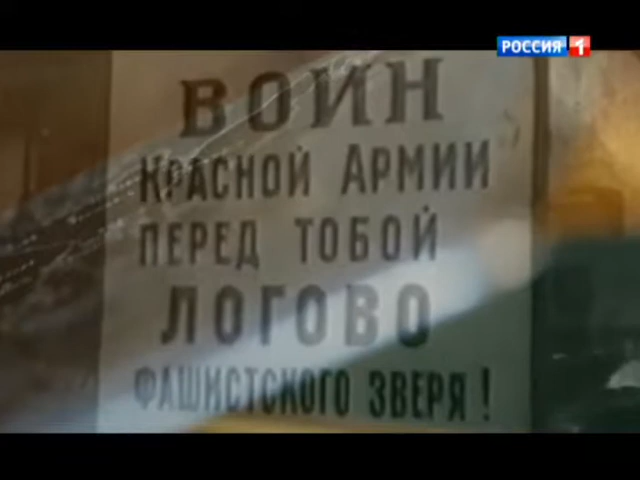 РОССИЯ 1
ВОИН
КРАСНОЙ АРМИИ
ПЕРЕД ТОБОЙ
ЛОГОВО
ФАШИСТСКОГО ЗВЕРЯ!